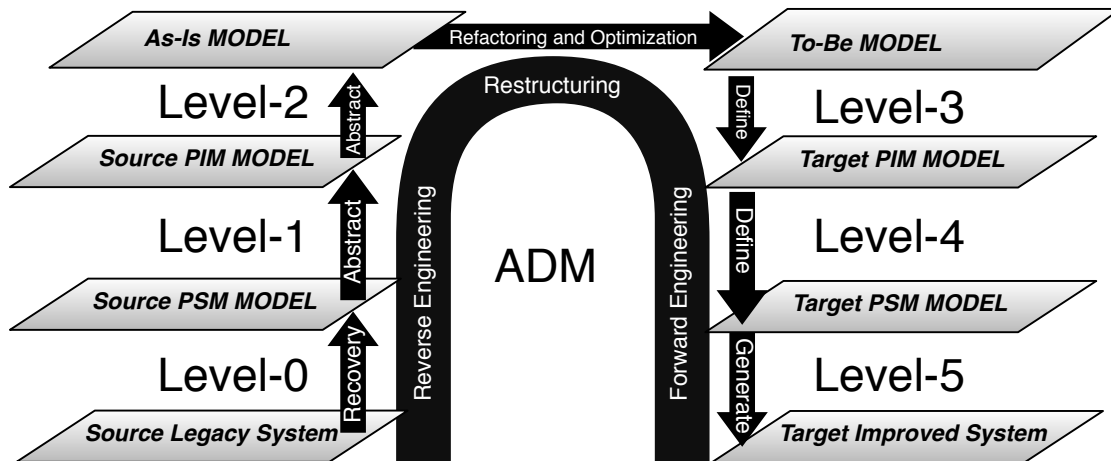 As-Is MODEL
Refactoring and Optimization
To-Be MODEL
Restructuring
Level-2
Abstract
Define
Level-3
Source PIM MODEL
Target PIM MODEL
Level-1
Abstract
Reverse Engineering
ADM
Forward Engineering
Define
Level-4
Source PSM MODEL
Target PSM MODEL
Level-0
Recovery
Generate
Level-5
Source Legacy System
Target Improved System